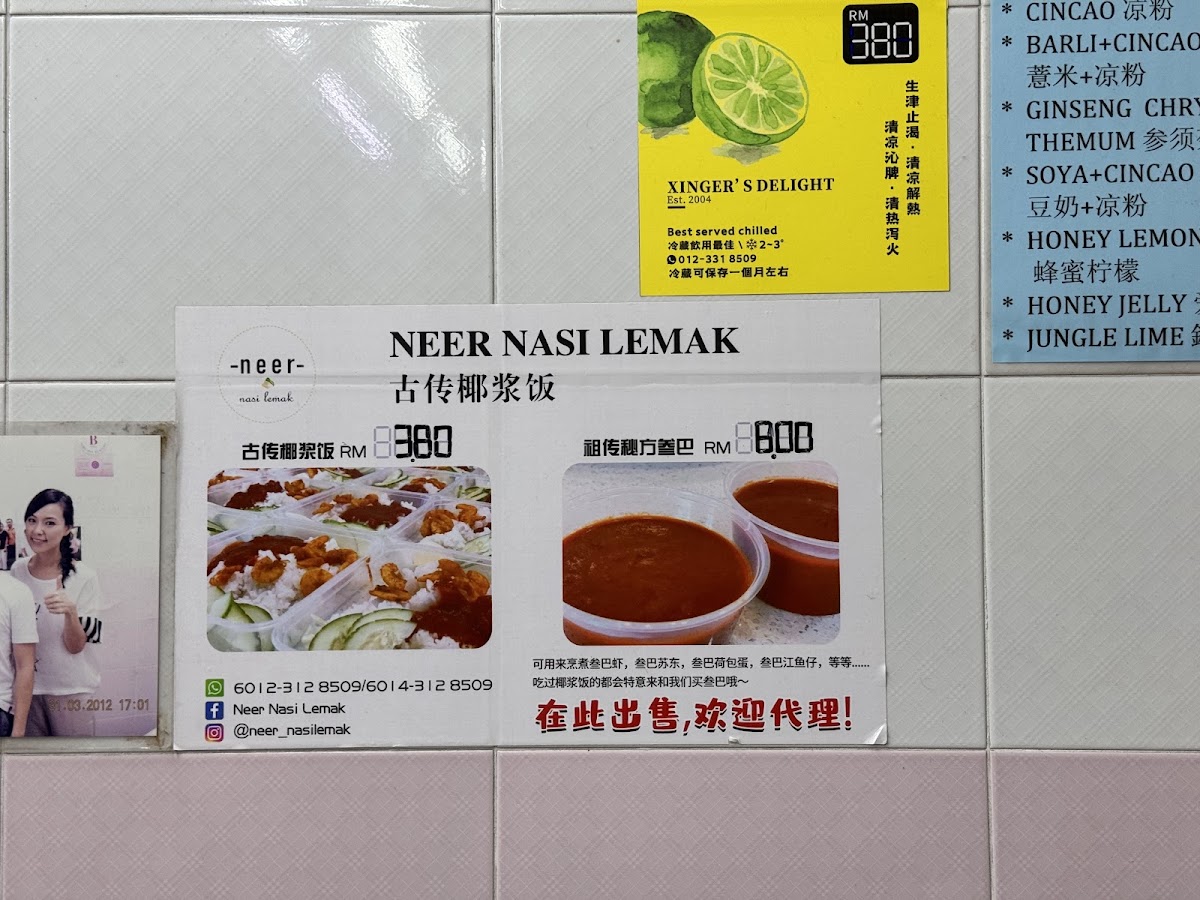 RM
380
生津止渴·清凉解熱
清凉沁脾·清热泻火
XINGER'S DELIGHT
Est. 2004
Best served chilled
冷藏飲用最佳 \ ❄ 2~3°
012-331 8509
冷藏可保存一個月左右
* CINCAO 凉粉
* BARLI+CINCAO
薏米+凉粉
* GINSENG CHRY
THEMUM 参须
* SOYA+CINCAO
豆奶+凉粉
* HONEY LEMON
蜂蜜柠檬
* HONEY JELLY
* JUNGLE LIME
-neer-
nasi lemak
NEER NASI LEMAK
古传椰浆饭
古传椰浆饭 RM 3.80
祖传秘方参巴 RM 8.00
6012-312 8509/6014-312 8509
Neer Nasi Lemak
@neer_nasilemak
可用来烹煮叁巴虾，叁巴苏东，叁巴荷包蛋，叁巴江鱼仔，等等......
吃过椰浆饭的都会特意来和我们买叁巴哦～
在此出售,欢迎代理!
B
.03.2012 17:01